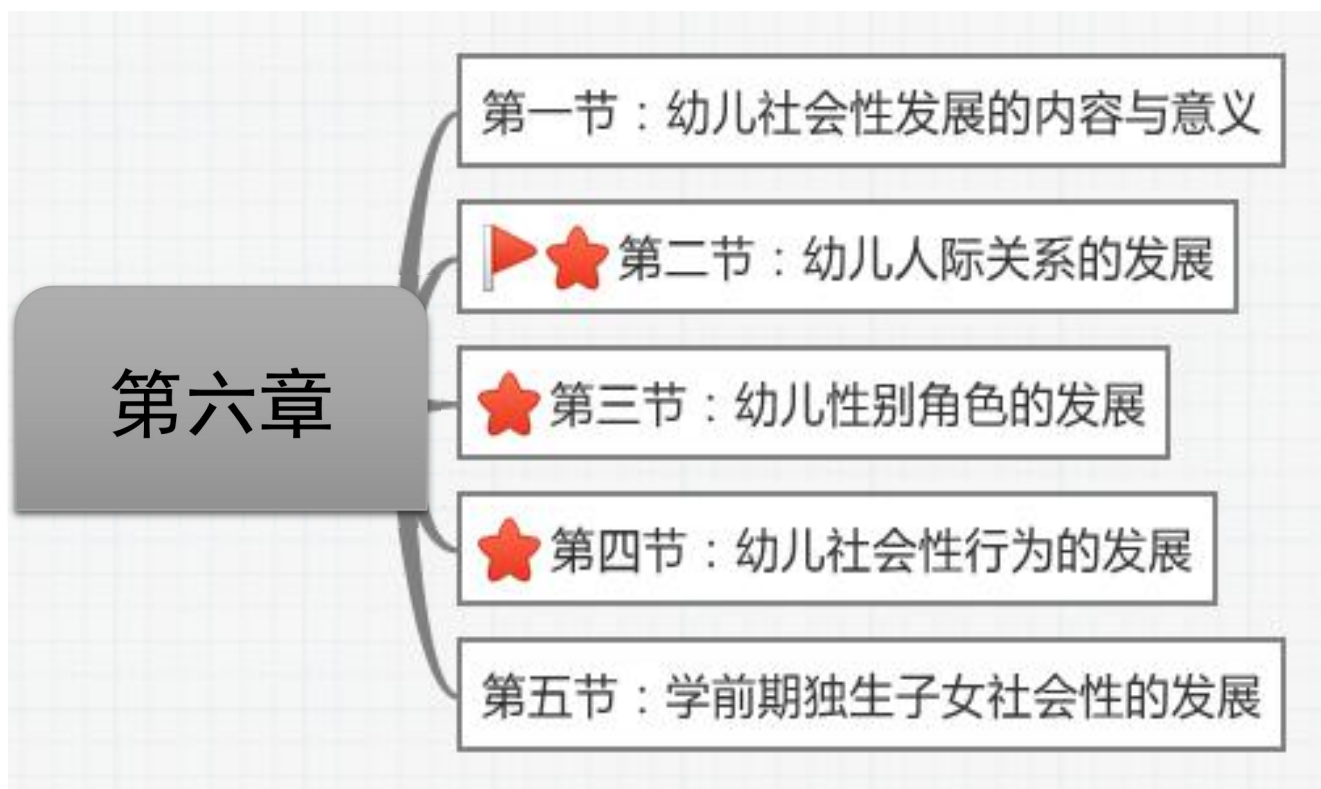 第六章
第一节：幼儿社会性发展的内容与意义
第二节：幼儿人际关系的发展
第三节：幼儿性别角色的发展
第四节：幼儿社会性行为的发展
第五节：学前期独生子女社会性的发展